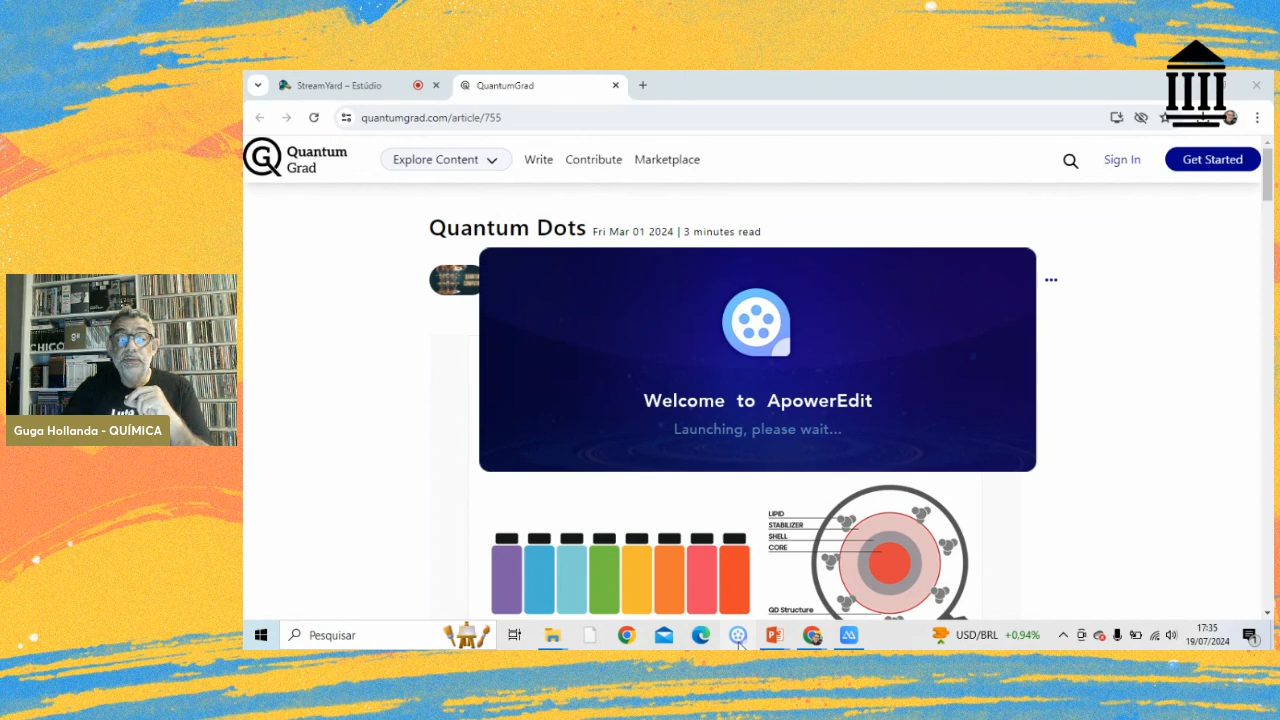 StreamYard – Estúdio
QuantumGrad
quantumgrad.com/article/755
Quantum
Grad
Explore Content
Write
Contribute
Marketplace
Sign In
Get Started
Quantum Dots
Fri Mar 01 2024 | 3 minutes read
Welcome to ApowerEdit
Launching, please wait...
CHICO
Guga Hollanda - QUÍMICA
LIPID
STABILIZER
SHELL
CORE
QD Structure
Pesquisar
USD/BRL +0,94%
17:35
19/07/2024